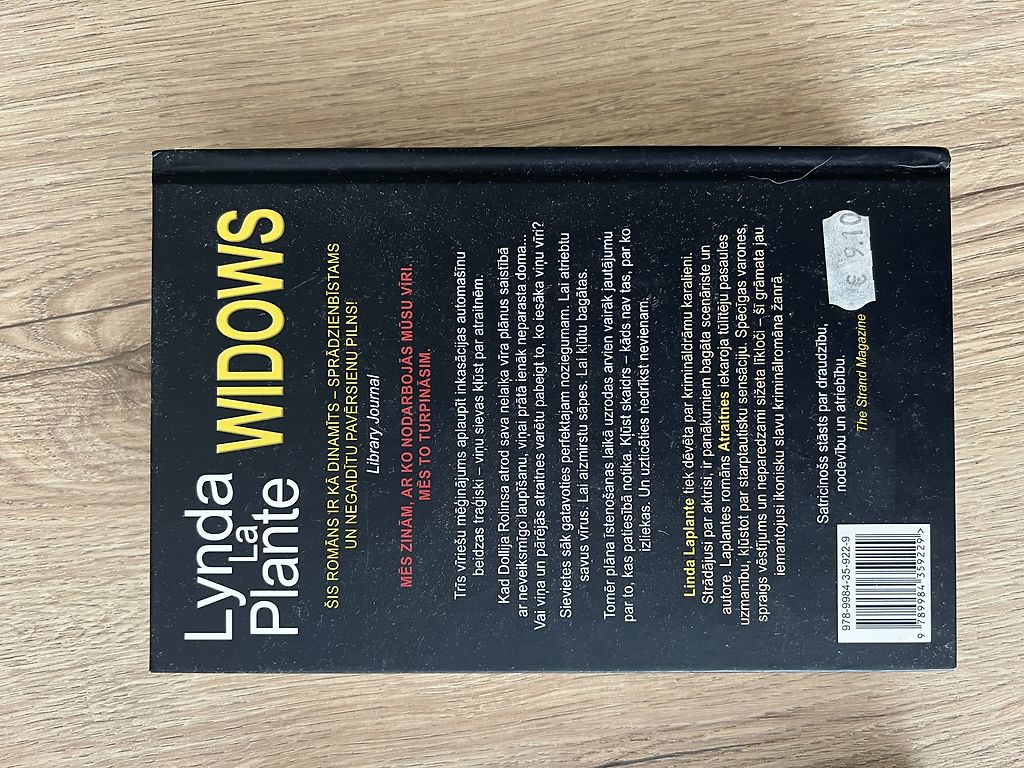 Lynda
La
Plante
WIDOWS
ŠIS ROMĀNS IR KĀ DINAMĪTS – SPRĀDZIENBĪSTAMS
UN NEGAIDĪTU PAVĒRSIENU PILNS!
Library Journal
MĒS ZINĀM, AR KO NODARBOJĀS MŪSU VĪRI.
MĒS TO TURPINĀSIM.
Trīs vīriešu mēģinājums aplaupīt inkasācijas automašīnu
beidzas traģiski – viņu sievas kļūst par atraitnēm.
Kad Dollija Rolinsa atrod sava nelaiķa vīra plānus saistībā
ar neveiksmīgo laupīšanu, viņai prātā ienāk neparasta doma...
Vai viņa un pārējās atraitnes varētu pabeigt to, ko iesāka viņu vīri?
Sievietes sāk gatavoties perfektajam noziegumam. Lai atriebtu
savus vīrus. Lai aizmirstu sāpes. Lai kļūtu bagātas.
Tomēr plāna īstenošanas laikā uzrodas arvien vairāk jautājumu
par to, kas patiesībā notika. Kļūst skaidrs – kāds nav tas, par ko
izliekas. Un uzticēties nedrīkst nevienam.
Linda Laplante tiek dēvēta par krimināldrāmu karalieni.
Strādājusi par aktrisi, ir panākumiem bagāta scenāriste un
autore. Laplantes romāns Atraitnes iekaroja tūlītēju pasaules
uzmanību, kļūstot par starptautisku sensāciju. Spēcīgas varones,
spraigs vēstījums un neparedzami sižeta līkloči – šī grāmata jau
iemantojusi ikonisku slavu kriminālromāna žanrā.
Satricinošs stāsts par draudzību,
nodevību un atriebību.
The Strand Magazine
€ 9.10
978-9984-35-922-9
9 789984 359229 >